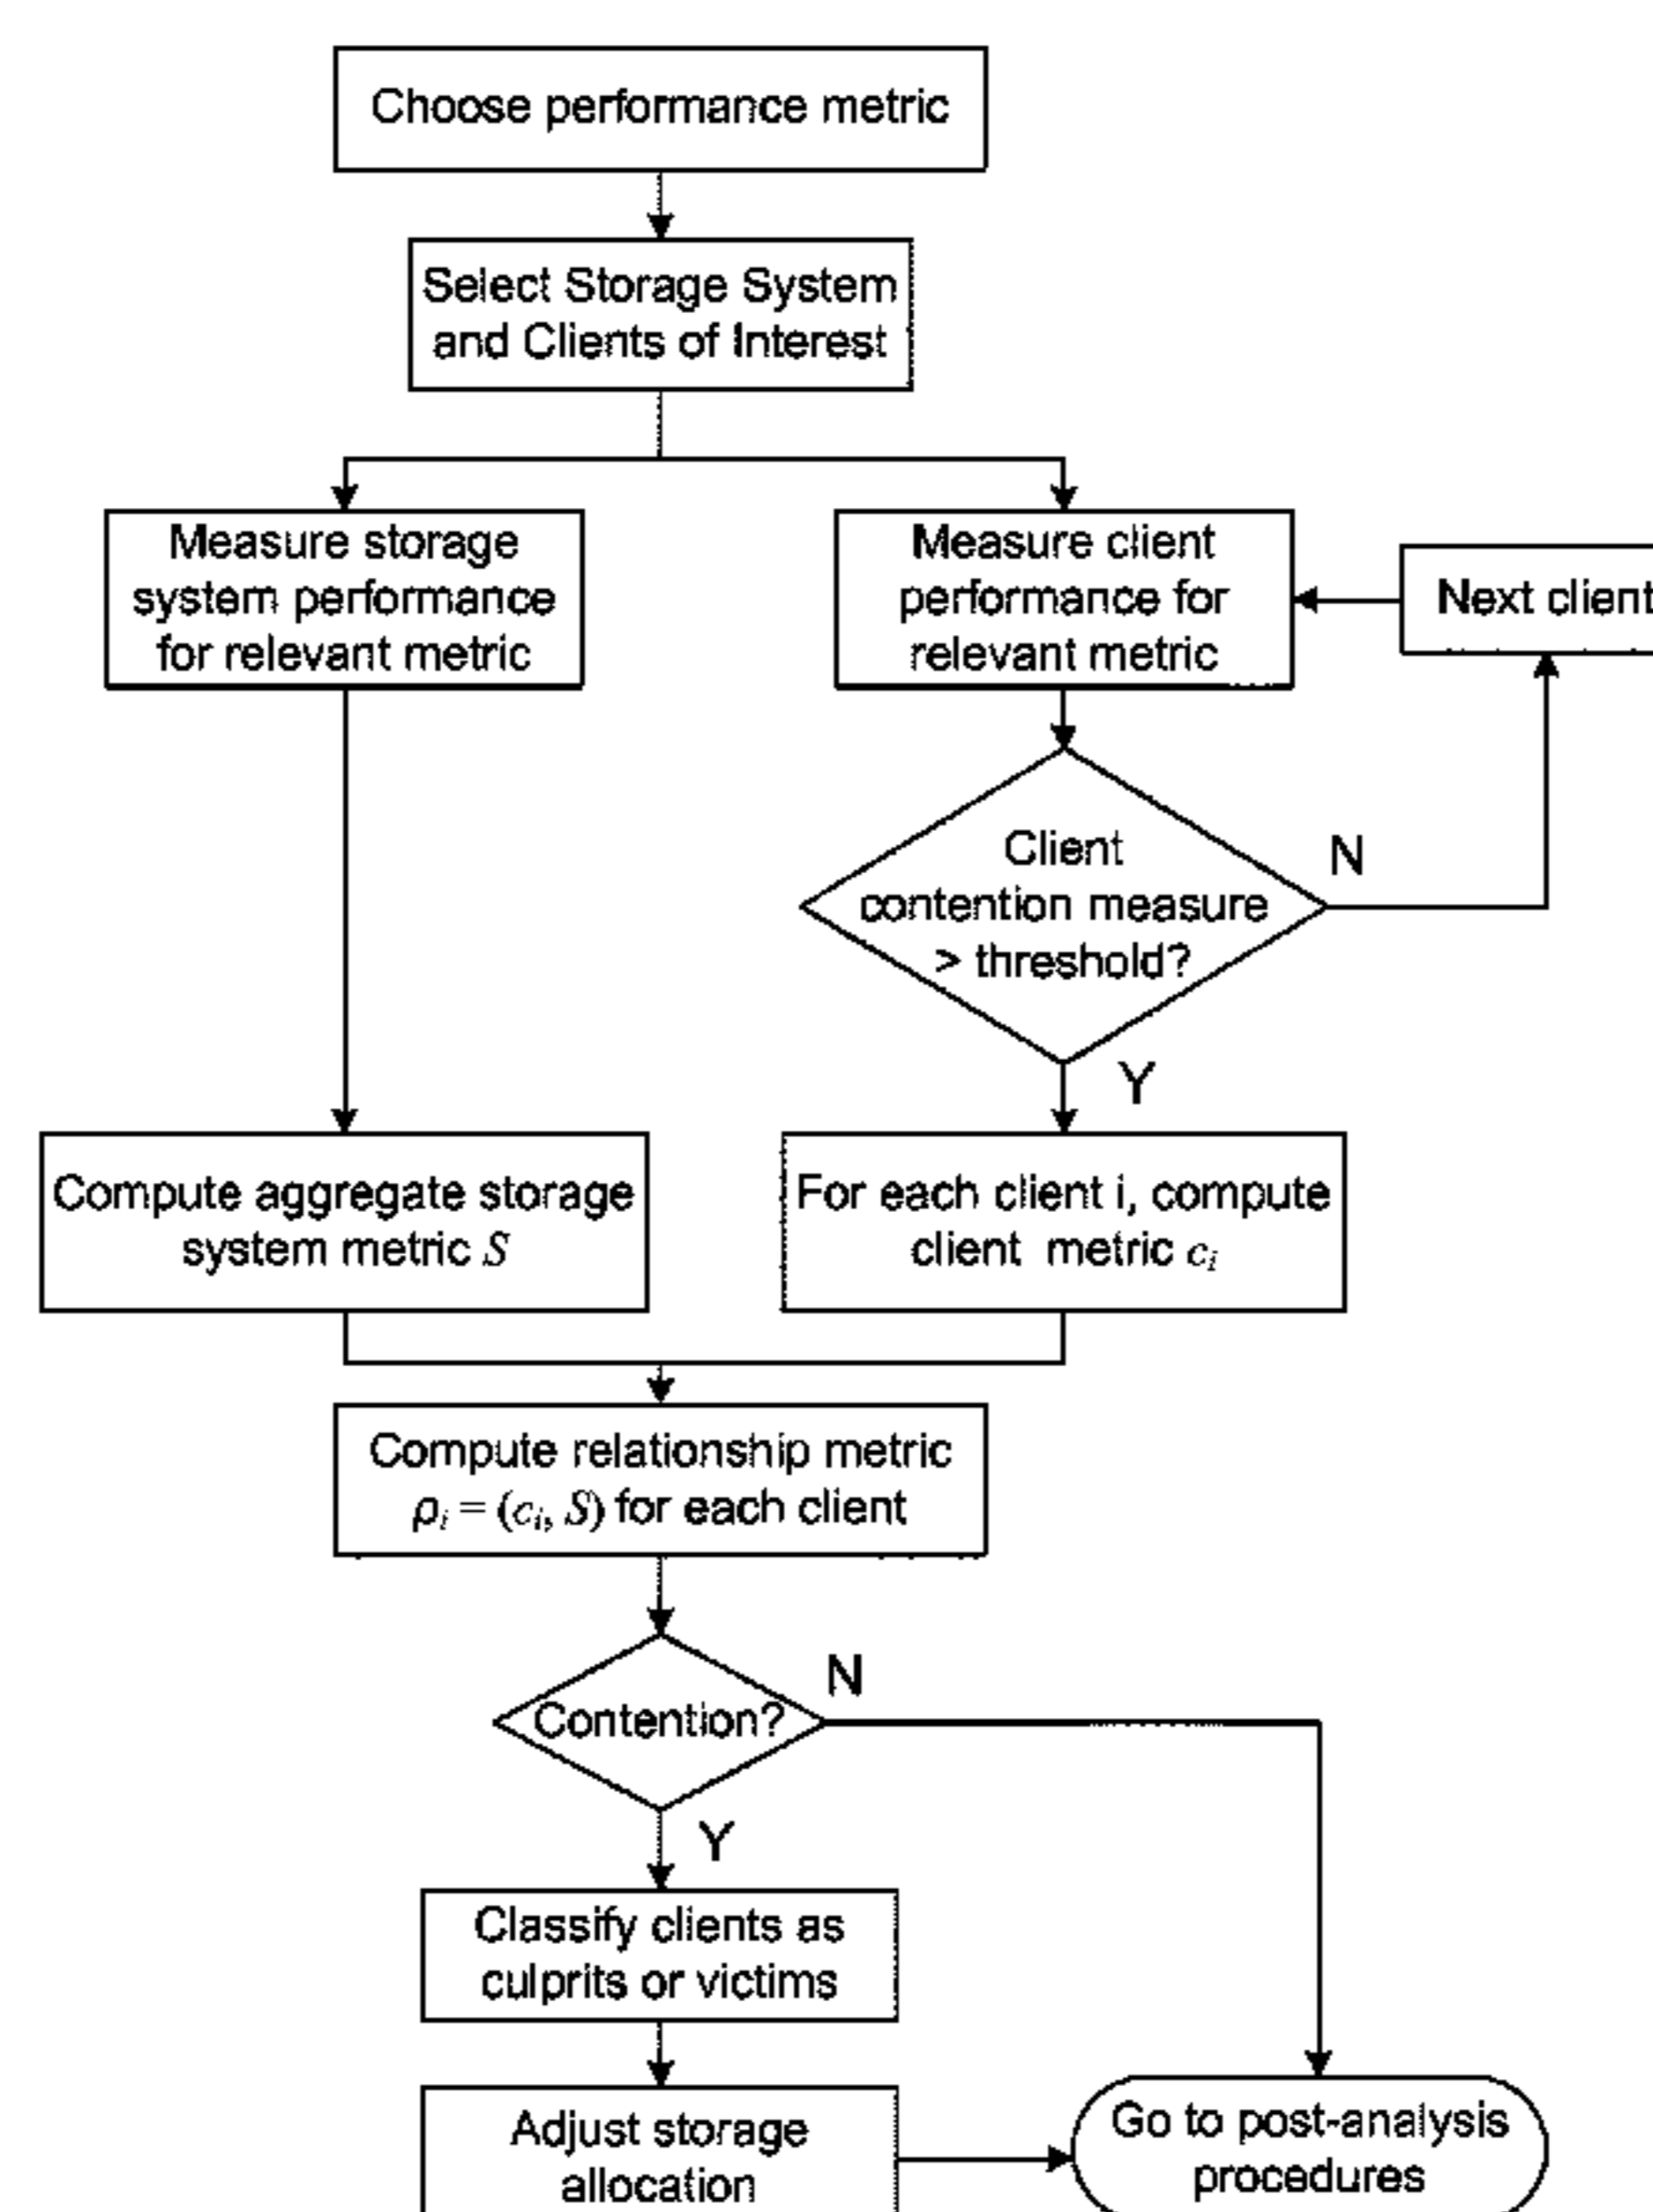 Choose performance metric
Select Storage System
and Clients of Interest
Measure storage
system performance
for relevant metric
Measure client
performance for
relevant metric
Next client
Client
contention measure
> threshold?
N
Y
Compute aggregate storage
system metric S
For each client i, compute
client metric cᵢ
Compute relationship metric
ρᵢ = (cᵢ, S) for each client
Contention?
N
Y
Classify clients as
culprits or victims
Adjust storage
allocation
Go to post-analysis
procedures